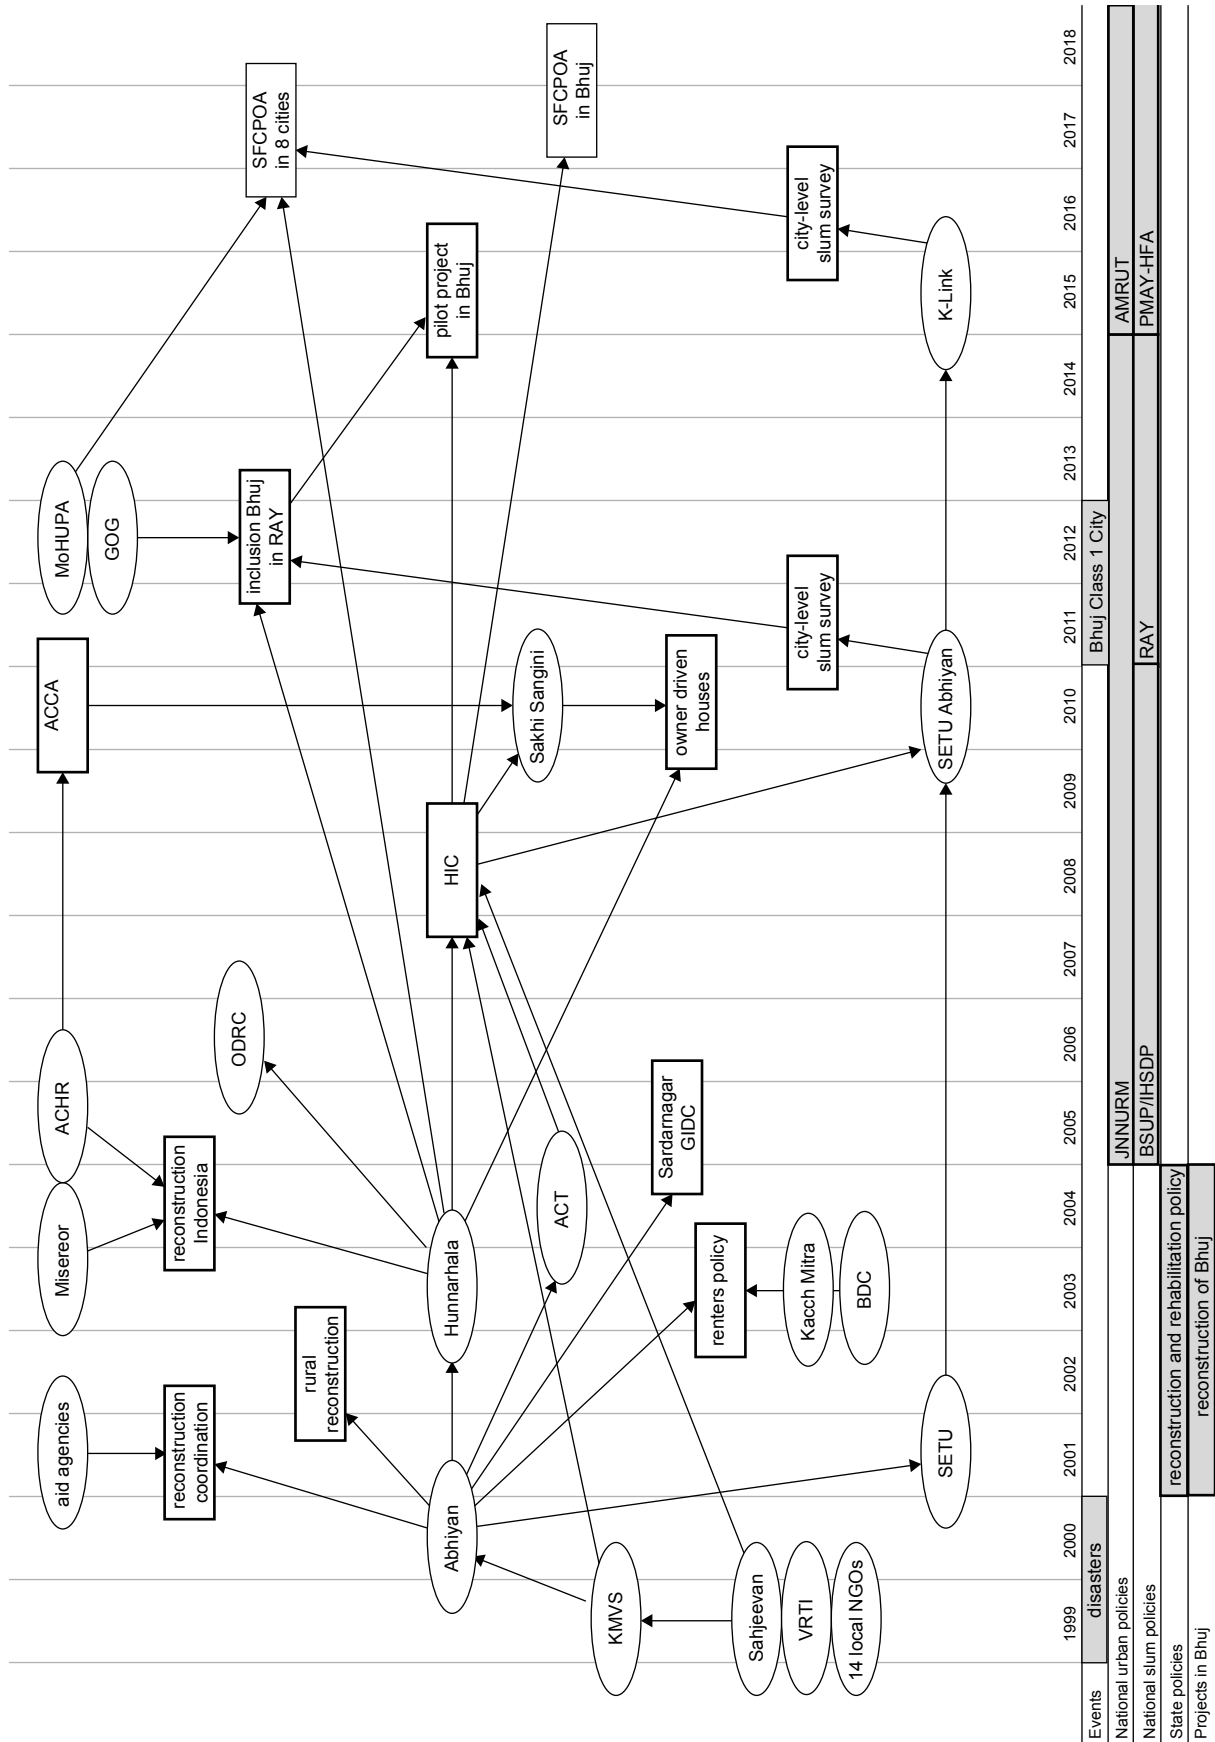 aid agencies
Misereor
ACHR
ACCA
MoHUPA
GOG
reconstruction
coordination
reconstruction
Indonesia
ODRC
inclusion Bhuj
in RAY
SFCPOA
in 8 cities
rural
reconstruction
Abhiyan
Hunnarhala
HIC
pilot project
in Bhuj
KMVS
ACT
Sakhi Sangini
SFCPOA
in Bhuj
Sardarnagar
GIDC
owner driven
houses
renters policy
Sahjeevan
VRTI
14 local NGOs
Kacch Mitra
BDC
city-level
slum survey
city-level
slum survey
SETU
SETU Abhiyan
K-Link
1999 2000 2001 2002 2003 2004 2005 2006 2007 2008 2009 2010 2011 2012 2013 2014 2015 2016 2017 2018
Events disasters Bhuj Class 1 City
National urban policies JNNURM AMRUT
National slum policies BSUP/IHSDP RAY PMAY-HFA
State policies reconstruction and rehabilitation policy
Projects in Bhuj reconstruction of Bhuj